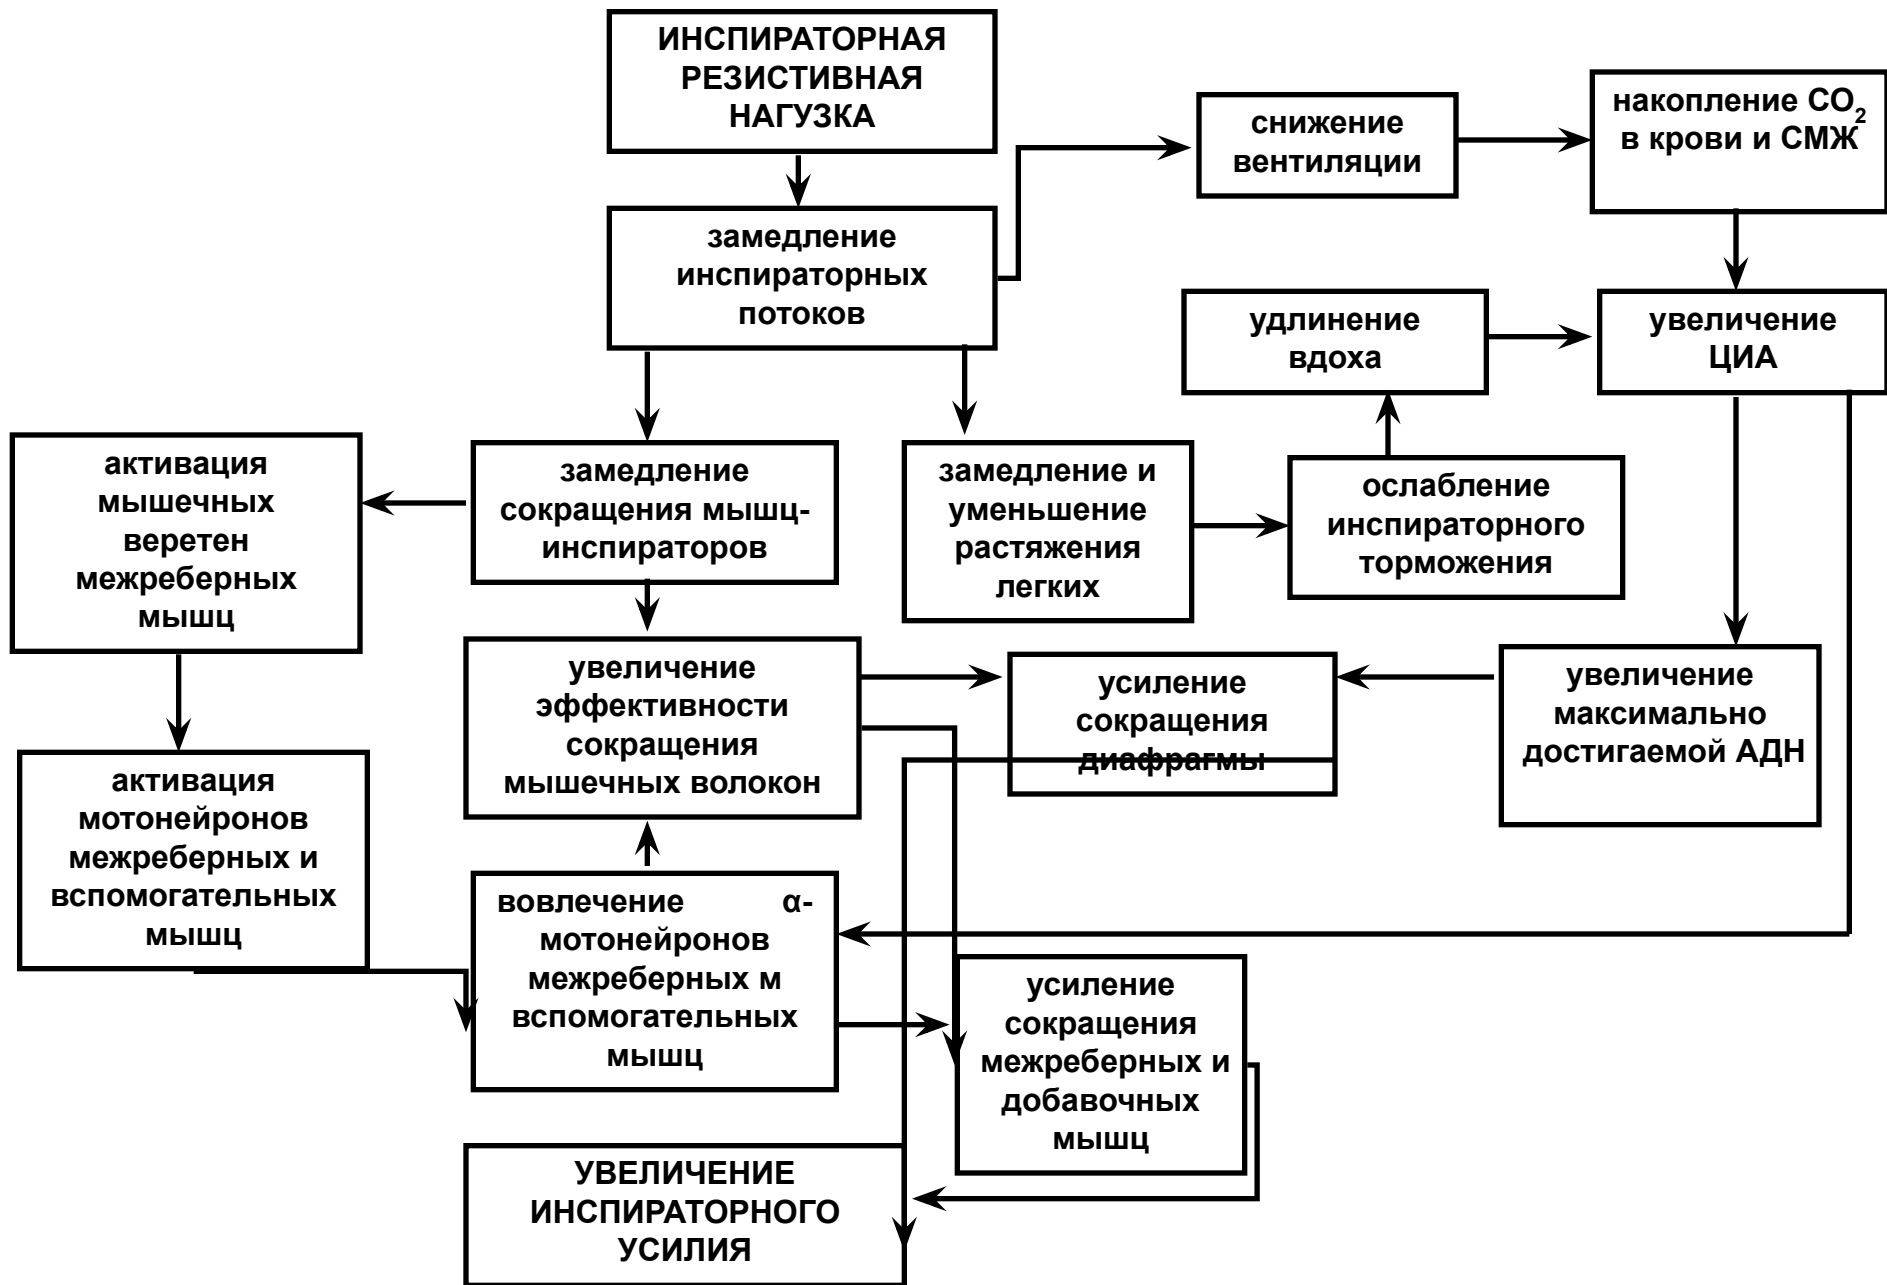 ИНСПИРАТОРНАЯ
РЕЗИСТИВНАЯ
НАГУЗКА
снижение
вентиляции
накопление CO2
в крови и СМЖ
замедление
инспираторных
потоков
удлинение
вдоха
увеличение
ЦИА
активация
мышечных
веретен
межреберных
мышц
замедление
сокращения мышц-
инспираторов
замедление и
уменьшение
растяжения
легких
ослабление
инспираторного
торможения
увеличение
эффективности
сокращения
мышечных волокон
усиление
сокращения
диафрагмы
увеличение
максимально
достигаемой АДН
активация
мотонейронов
межреберных и
вспомогательных
мышц
вовлечение α-
мотонейронов
межреберных м
вспомогательных
мышц
усиление
сокращения
межреберных и
добавочных
мышц
УВЕЛИЧЕНИЕ
ИНСПИРАТОРНОГО
УСИЛИЯ